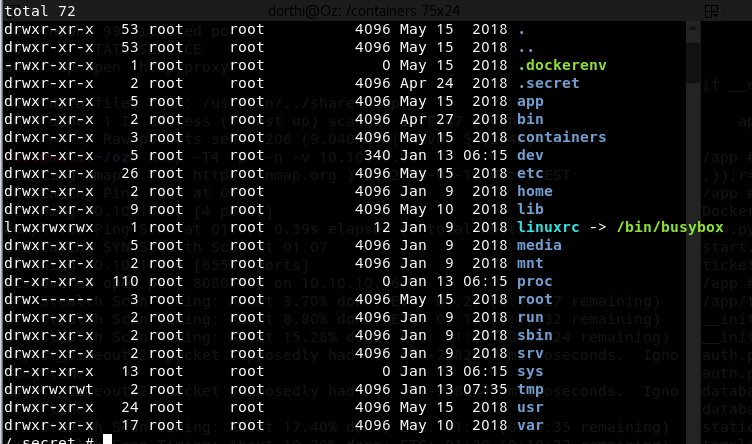 dorthi@Oz: /containers 75x24
total 72
drwxr-xr-x 53 root root 4096 May 15 2018 .
drwxr-xr-x 53 root root 4096 May 15 2018 ..
-rwxr-xr-x 1 root root 0 May 15 2018 .dockerenv
drwxr-xr-x 2 root root 4096 Apr 24 2018 .secret
drwxr-xr-x 5 root root 4096 May 15 2018 app
drwxr-xr-x 2 root root 4096 Apr 27 2018 bin
drwxr-xr-x 3 root root 4096 May 15 2018 containers
drwxr-xr-x 5 root root 340 Jan 13 06:15 dev
drwxr-xr-x 26 root root 4096 May 15 2018 etc
drwxr-xr-x 2 root root 4096 Jan 9 2018 home
drwxr-xr-x 9 root root 4096 May 10 2018 lib
lrwxrwxrwx 1 root root 12 Jan 9 2018 linuxrc -> /bin/busybox
drwxr-xr-x 5 root root 4096 Jan 9 2018 media
drwxr-xr-x 2 root root 4096 Jan 9 2018 mnt
dr-xr-xr-x 110 root root 0 Jan 13 06:15 proc
drwx------ 3 root root 4096 May 15 2018 root
drwxr-xr-x 2 root root 4096 Jan 9 2018 run
drwxr-xr-x 2 root root 4096 Jan 9 2018 sbin
drwxr-xr-x 2 root root 4096 Jan 9 2018 srv
dr-xr-xr-x 13 root root 0 Jan 13 06:15 sys
drwxrwxrwt 2 root root 4096 Jan 13 07:35 tmp
drwxr-xr-x 24 root root 4096 May 15 2018 usr
drwxr-xr-x 17 root root 4096 May 10 2018 var
/.secret #